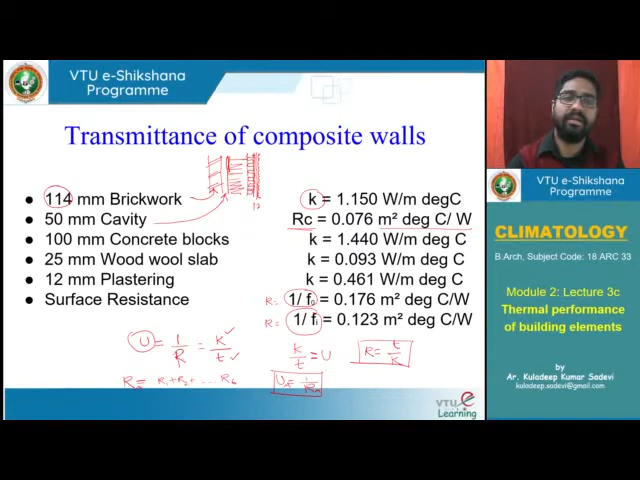 VTU e-Shikshana
Programme
Transmittance of composite walls
● 114 mm Brickwork k = 1.150 W/m degC
● 50 mm Cavity Rc = 0.076 m² deg C/ W
● 100 mm Concrete blocks k = 1.440 W/m deg C
● 25 mm Wood wool slab k = 0.093 W/m deg C
● 12 mm Plastering k = 0.461 W/m deg C
● Surface Resistance R= 1/ f₀ = 0.176 m² deg C/W
R= 1/ fᵢ = 0.123 m² deg C/W
U = 1/R = K/t
K/t = U
R = t/K
R = R₁+R₂+ .... R₆
VTU e
Learning
VTU e-Shikshana
Programme
CLIMATOLOGY
B.Arch, Subject Code: 18 ARC 33
Module 2: Lecture 3c
Thermal performance
of building elements
by
Ar. Kuladeep Kumar Sadevi
kuladeep.sadevi@gmail.com